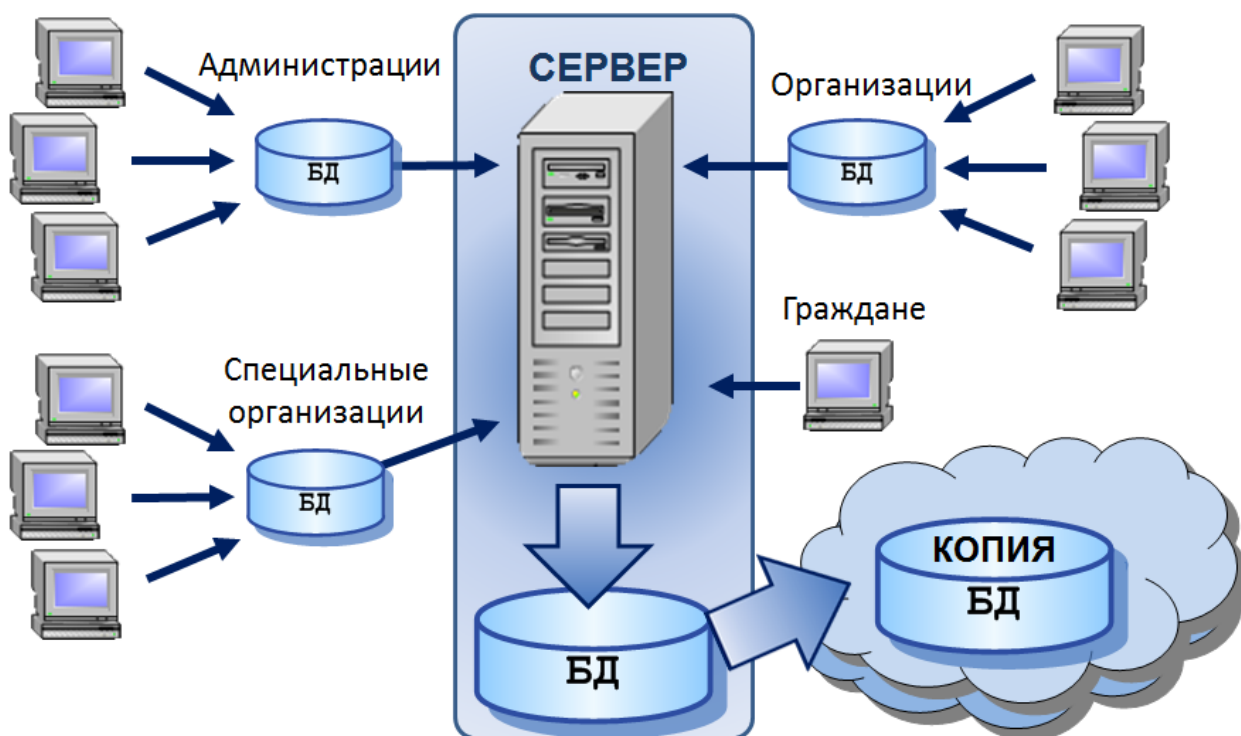 Администрации
СЕРВЕР
Организации
БД
БД
Граждане
Специальные
организации
БД
КОПИЯ
БД
БД